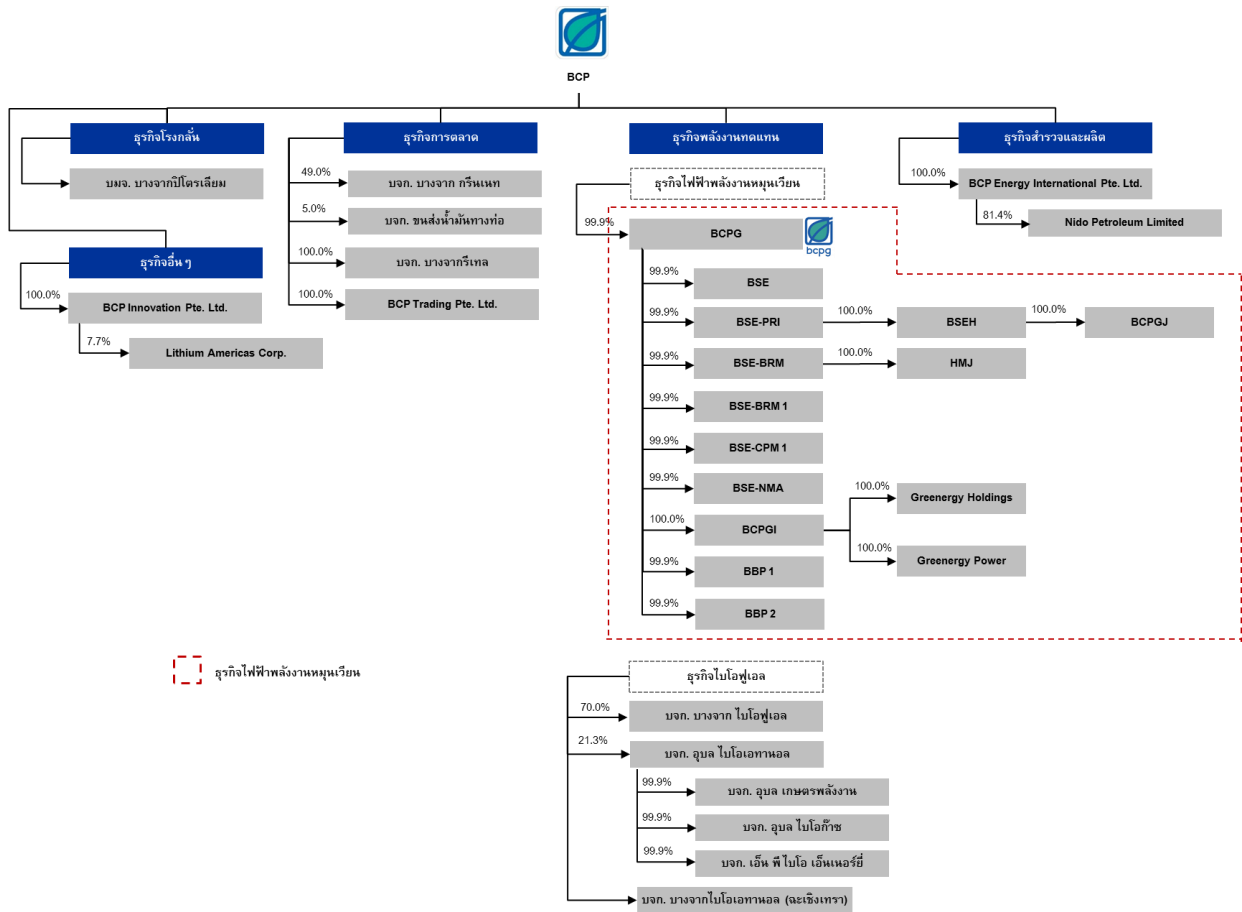 BCP
ธุรกิจโรงกลั่น
บมจ. บางจากปิโตรเลียม
ธุรกิจอื่น ๆ
100.0%
BCP Innovation Pte. Ltd.
7.7%
Lithium Americas Corp.
ธุรกิจการตลาด
49.0%
บจก. บางจาก กรีนเนท
5.0%
บจก. ขนส่งน้ำมันทางท่อ
100.0%
บจก. บางจากรีเทล
100.0%
BCP Trading Pte. Ltd.
ธุรกิจพลังงานทดแทน
ธุรกิจไฟฟ้าพลังงานหมุนเวียน
99.9%
BCPG
bcpg
99.9%
BSE
99.9%
BSE-PRI
100.0%
BSEH
100.0%
BCPGJ
99.9%
BSE-BRM
100.0%
HMJ
99.9%
BSE-BRM 1
99.9%
BSE-CPM 1
99.9%
BSE-NMA
100.0%
BCPGI
100.0%
Greenergy Holdings
100.0%
Greenergy Power
99.9%
BBP 1
99.9%
BBP 2
ธุรกิจสำรวจและผลิต
100.0%
BCP Energy International Pte. Ltd.
81.4%
Nido Petroleum Limited
ธุรกิจไฟฟ้าพลังงานหมุนเวียน
ธุรกิจไบโอฟูเอล
70.0%
บจก. บางจาก ไบโอฟูเอล
21.3%
บจก. อุบล ไบโอเอทานอล
99.9%
บจก. อุบล เกษตรพลังงาน
99.9%
บจก. อุบล ไบโอก๊าซ
99.9%
บจก. เอ็น พี ไบโอ เอ็นเนอร์ยี่
บจก. บางจากไบโอเอทานอล (ฉะเชิงเทรา)